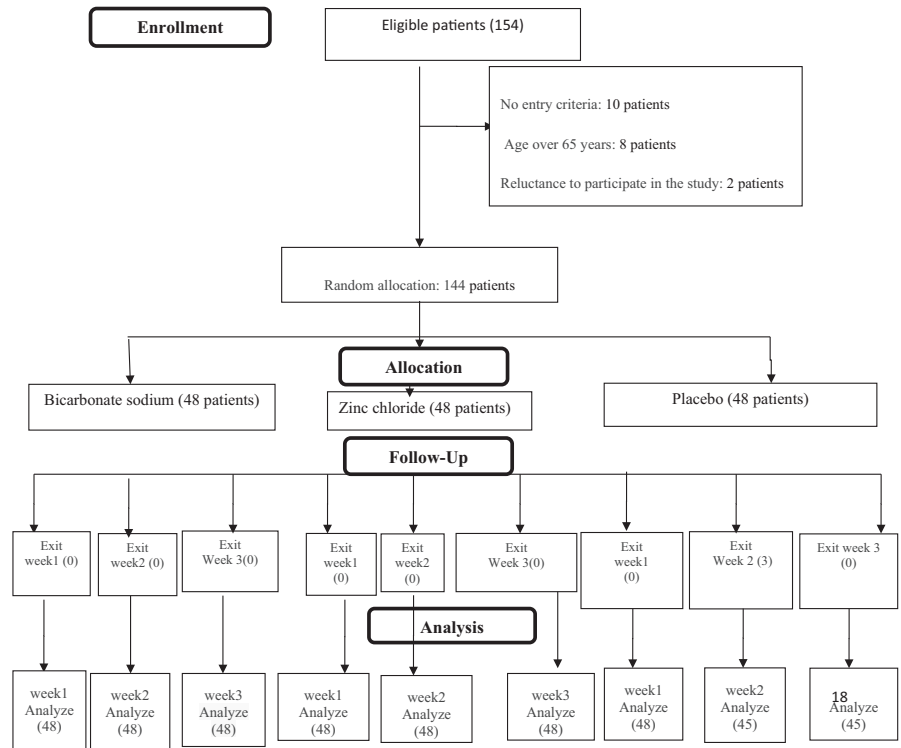 Enrollment
Eligible patients (154)
No entry criteria: 10 patients
Age over 65 years: 8 patients
Reluctance to participate in the study: 2 patients
Random allocation: 144 patients
Allocation
Bicarbonate sodium (48 patients)
Zinc chloride (48 patients)
Placebo (48 patients)
Follow-Up
Exit
week1 (0)
Exit
week2 (0)
Exit
Week 3(0)
Exit
week1
(0)
Exit
week2
(0)
Exit
Week 3(0)
Exit
week1
(0)
Exit
Week 2 (3)
Exit week 3
(0)
Analysis
week1
Analyze
(48)
week2
Analyze
(48)
week3
Analyze
(48)
week1
Analyze
(48)
week2
Analyze
(48)
week3
Analyze
(48)
week1
Analyze
(48)
week2
Analyze
(45)
18
Analyze
(45)